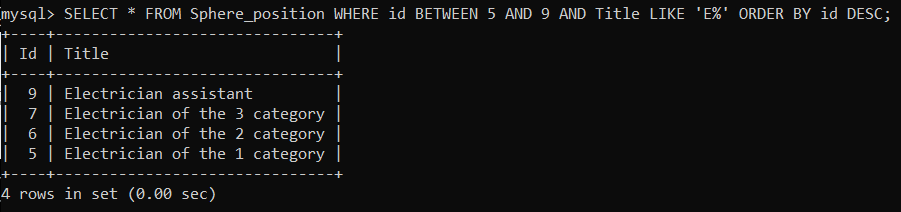 mysql> SELECT * FROM Sphere_position WHERE id BETWEEN 5 AND 9 AND Title LIKE 'E%' ORDER BY id DESC;
+----+-----------------------------+
| Id | Title                       |
+----+-----------------------------+
|  9 | Electrician assistant       |
|  7 | Electrician of the 3 category |
|  6 | Electrician of the 2 category |
|  5 | Electrician of the 1 category |
+----+-----------------------------+
4 rows in set (0.00 sec)